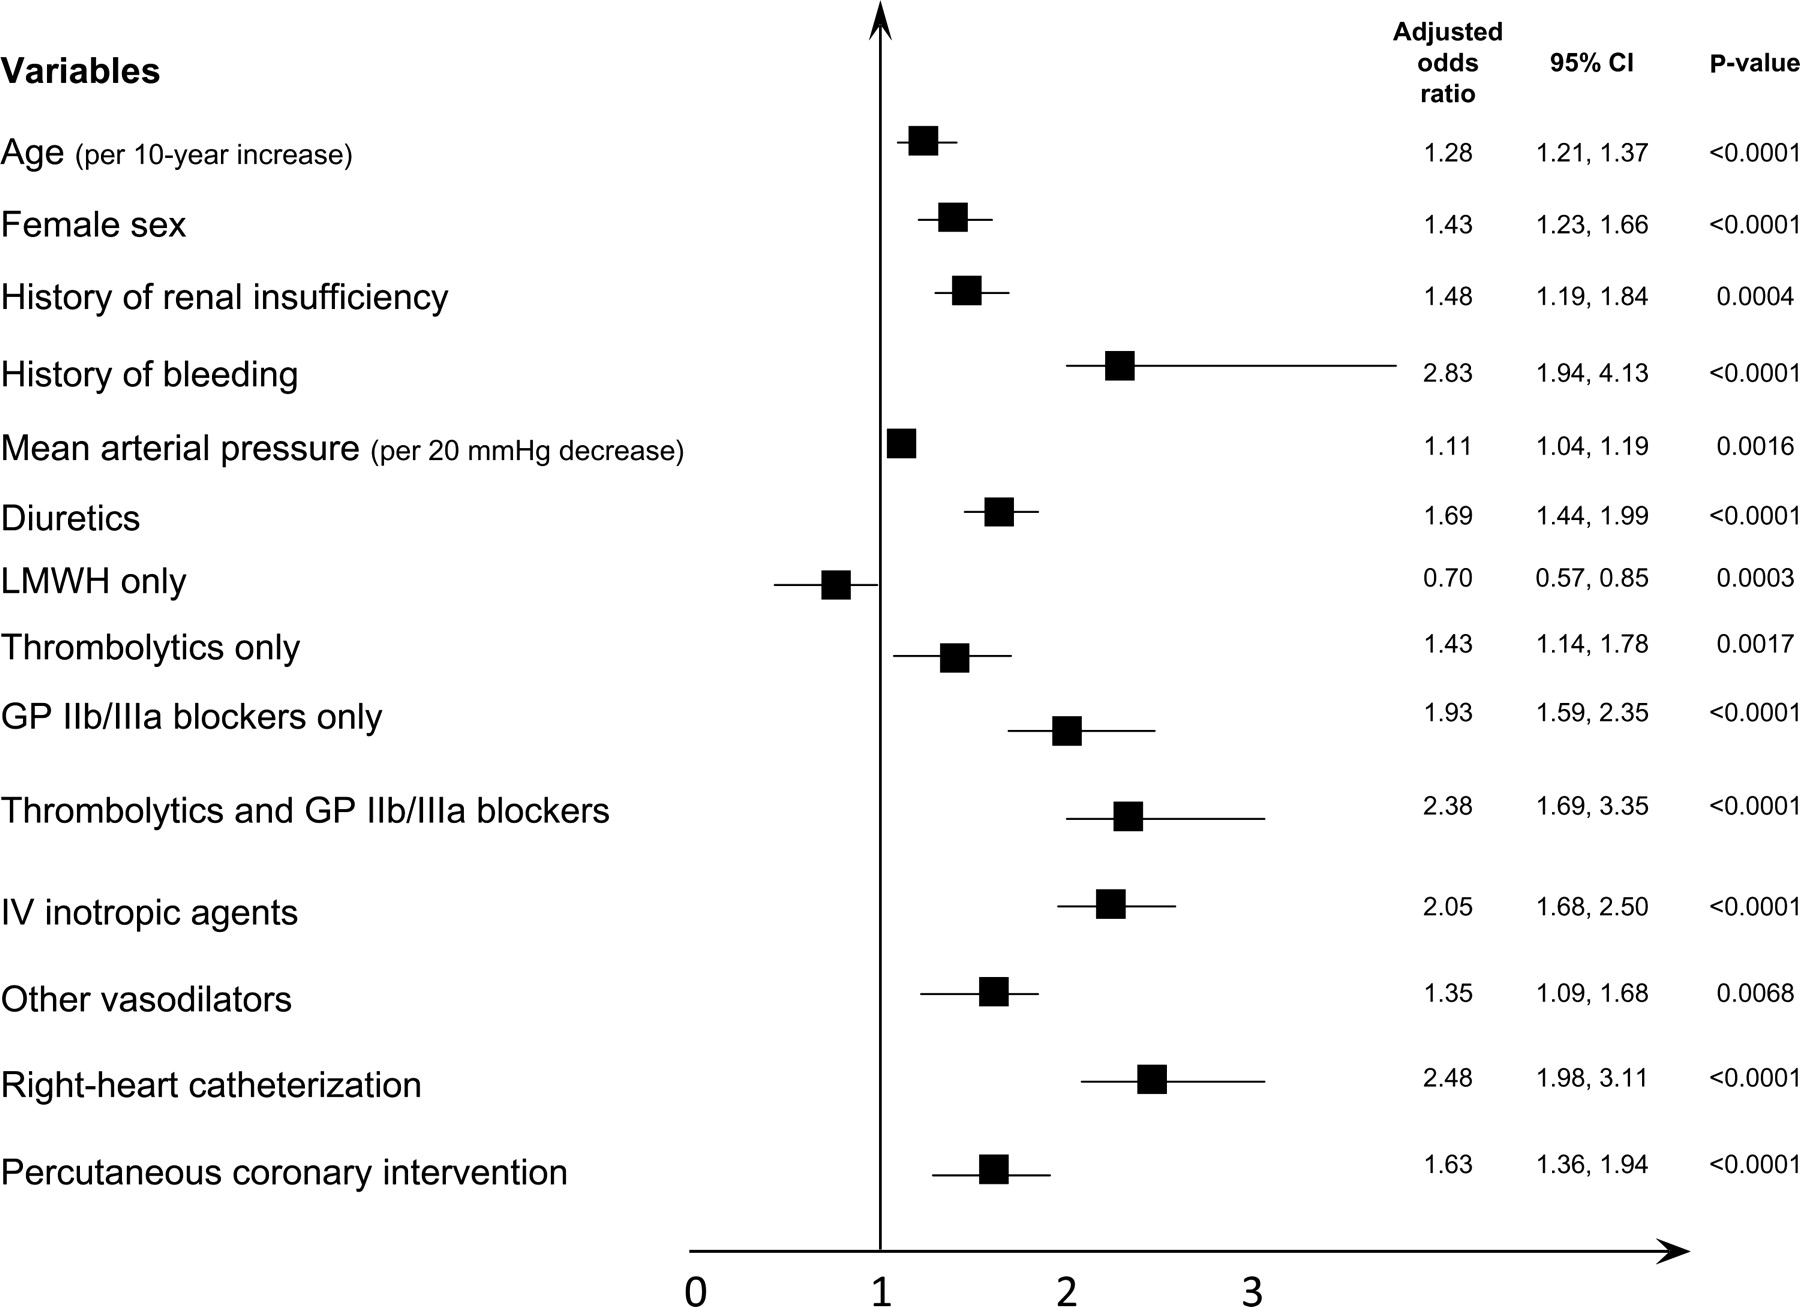 Variables
Adjusted
odds
ratio
95% CI
P-value
Age (per 10-year increase) 1.28 1.21, 1.37 <0.0001
Female sex 1.43 1.23, 1.66 <0.0001
History of renal insufficiency 1.48 1.19, 1.84 0.0004
History of bleeding 2.83 1.94, 4.13 <0.0001
Mean arterial pressure (per 20 mmHg decrease) 1.11 1.04, 1.19 0.0016
Diuretics 1.69 1.44, 1.99 <0.0001
LMWH only 0.70 0.57, 0.85 0.0003
Thrombolytics only 1.43 1.14, 1.78 0.0017
GP IIb/IIIa blockers only 1.93 1.59, 2.35 <0.0001
Thrombolytics and GP IIb/IIIa blockers 2.38 1.69, 3.35 <0.0001
IV inotropic agents 2.05 1.68, 2.50 <0.0001
Other vasodilators 1.35 1.09, 1.68 0.0068
Right-heart catheterization 2.48 1.98, 3.11 <0.0001
Percutaneous coronary intervention 1.63 1.36, 1.94 <0.0001
0 1 2 3